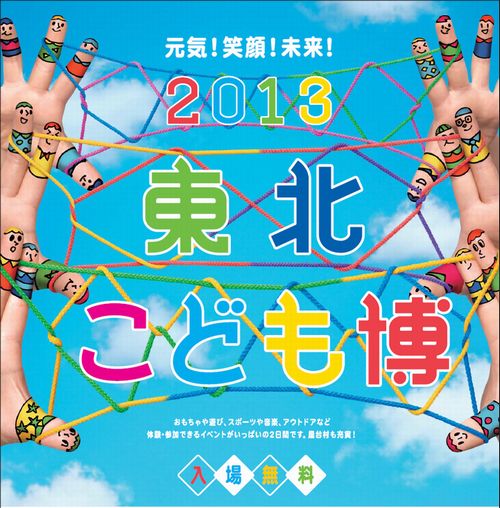 元気！笑顔！未来！
2013
東北
こども博
おもちゃや遊び、スポーツや音楽、アウトドアなど
体験・参加できるイベントがいっぱいの2日間です。屋台村も充実！
入場無料